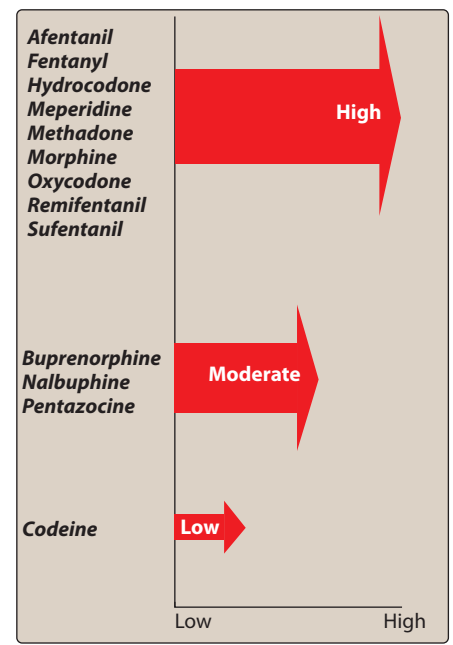 Afentanil
Fentanyl
Hydrocodone
Meperidine
Methadone
Morphine
Oxycodone
Remifentanil
Sufentanil
High
Buprenorphine
Nalbuphine
Pentazocine
Moderate
Codeine
Low
Low High